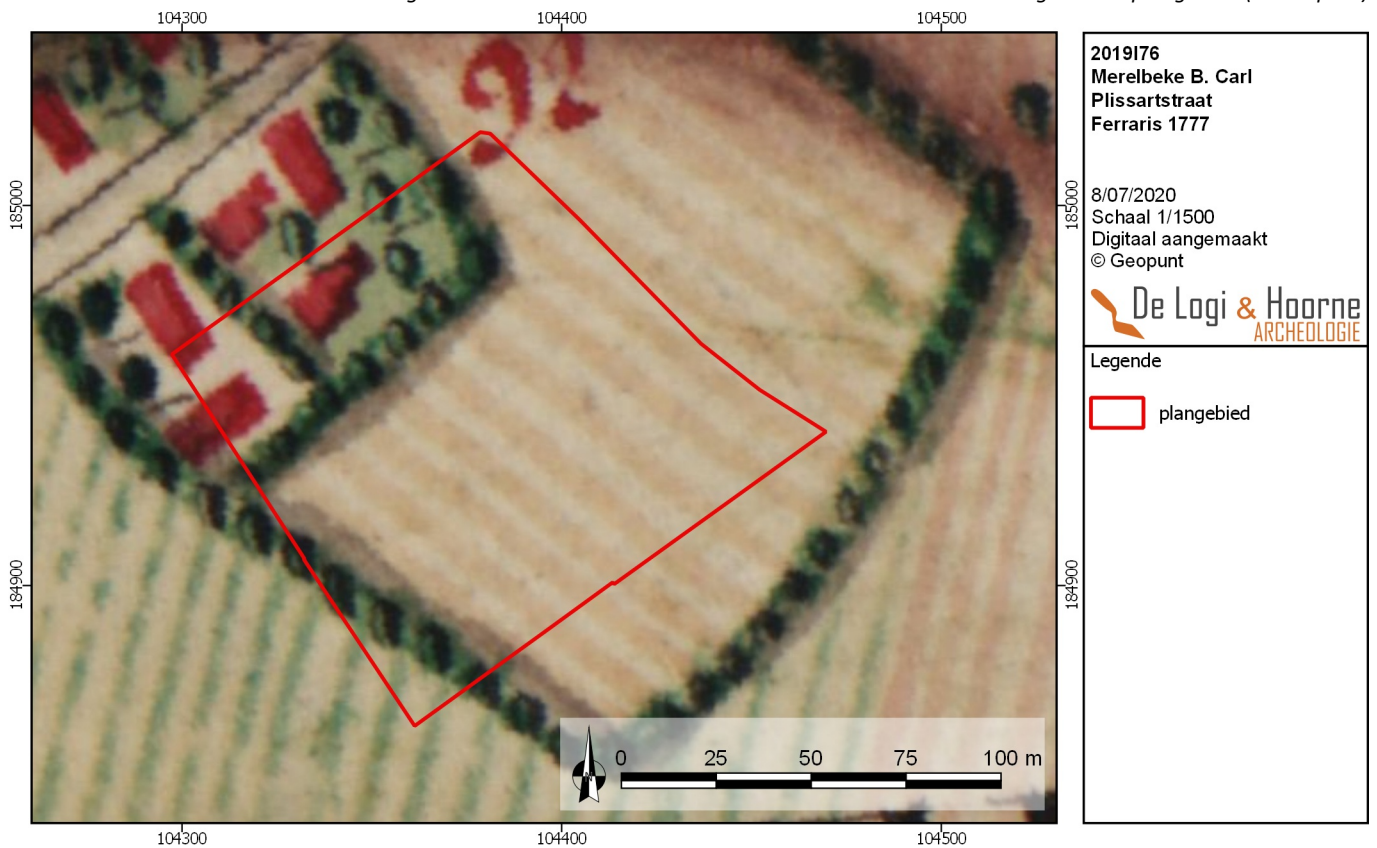 104300 104400 104500
185000
184900
185000
184900
104300 104400 104500
0 25 50 75 100 m
N
2019I76
Merelbeke B. Carl
Plissartstraat
Ferraris 1777
8/07/2020
Schaal 1/1500
Digitaal aangemaakt
© Geopunt
De Logi & Hoorne
ARCHEOLOGIE
Legende
plangebied